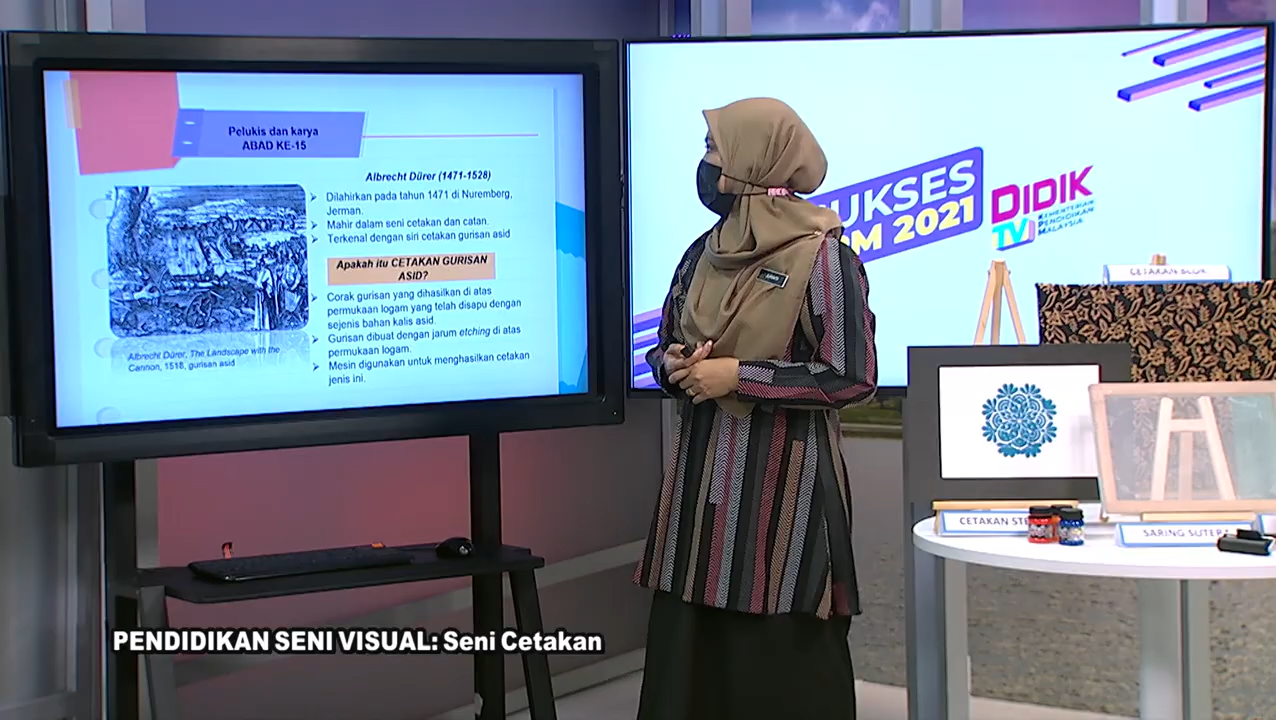 Pelukis dan karya
ABAD KE-15
Albrecht Dürer (1471-1528)
Dilahirkan pada tahun 1471 di Nuremberg,
Jerman.
Mahir dalam seni cetakan dan catan.
Terkenal dengan siri cetakan gurisan asid
Apakah itu CETAKAN GURISAN
ASID?
Corak gurisan yang dihasilkan di atas
permukaan logam yang telah disapu dengan
sejenis bahan kalis asid.
Gurisan dibuat dengan jarum etching di atas
permukaan logam.
Mesin digunakan untuk menghasilkan cetakan
jenis ini.
Albrecht Dürer, The Landscape with the
Cannon, 1518, gurisan asid
UKSES
PM 2021
DIDIK
TV
KEMENTERIAN
PENDIDIKAN
MALAYSIA
CETAKAN BLOK
CETAKAN STE
SARING SUTERA
PENDIDIKAN SENI VISUAL: Seni Cetakan